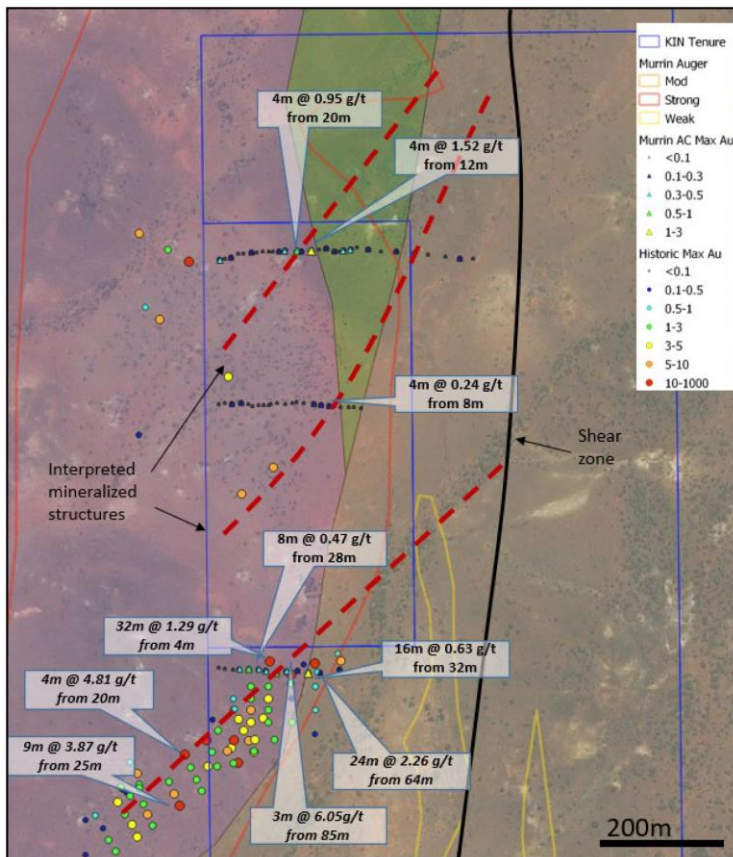 4m @ 0.95 g/t
from 20m
4m @ 1.52 g/t
from 12m
KIN Tenure
Murrin Auger
Mod
Strong
Weak
Murrin AC Max Au
<0.1
0.1-0.3
0.3-0.5
0.5-1
1-3
Historic Max Au
<0.1
0.1-0.5
0.5-1
1-3
3-5
5-10
10-1000
4m @ 0.24 g/t
from 8m
Shear
zone
Interpreted
mineralized
structures
8m @ 0.47 g/t
from 28m
32m @ 1.29 g/t
from 4m
16m @ 0.63 g/t
from 32m
4m @ 4.81 g/t
from 20m
9m @ 3.87 g/t
from 25m
24m @ 2.26 g/t
from 64m
3m @ 6.05g/t
from 85m
200m